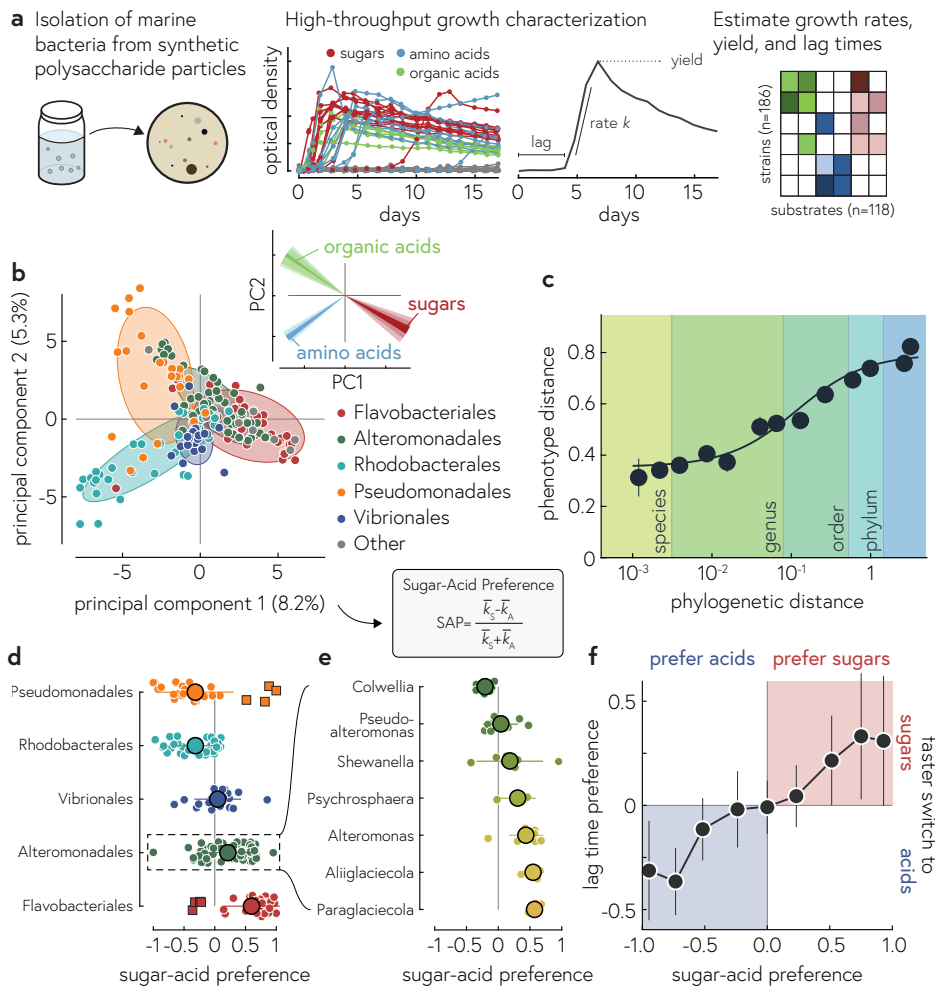 a
Isolation of marine
bacteria from synthetic
polysaccharide particles
High-throughput growth characterization
sugars
amino acids
organic acids
optical density
0 5 10 15
days
yield
rate k
lag
0 5 10 15
days
Estimate growth rates,
yield, and lag times
strains (n=186)
substrates (n=118)
b
principal component 2 (5.3%)
5
0
-5
-5 0 5
principal component 1 (8.2%)
PC2
organic acids
sugars
amino acids
PC1
Flavobacteriales
Alteromonadales
Rhodobacterales
Pseudomonadales
Vibrionales
Other
Sugar-Acid Preference
SAP= k̅S-k̅A
k̅S+k̅A
c
phenotype distance
0.8
0.6
0.4
0.2
0
species
genus
order
phylum
10⁻³ 10⁻² 10⁻¹ 1
phylogenetic distance
d
Pseudomonadales
Rhodobacterales
Vibrionales
Alteromonadales
Flavobacteriales
-1 -0.5 0 0.5 1
sugar-acid preference
e
Colwellia
Pseudo-
alteromonas
Shewanella
Psychrosphaera
Alteromonas
Aliiglaciecola
Paraglaciecola
-1 -0.5 0 0.5 1
sugar-acid preference
f
prefer acids
prefer sugars
lag time preference
0.5
0
-0.5
-1.0 -0.5 0.0 0.5 1.0
sugar-acid preference
sugars
acids
faster switch to